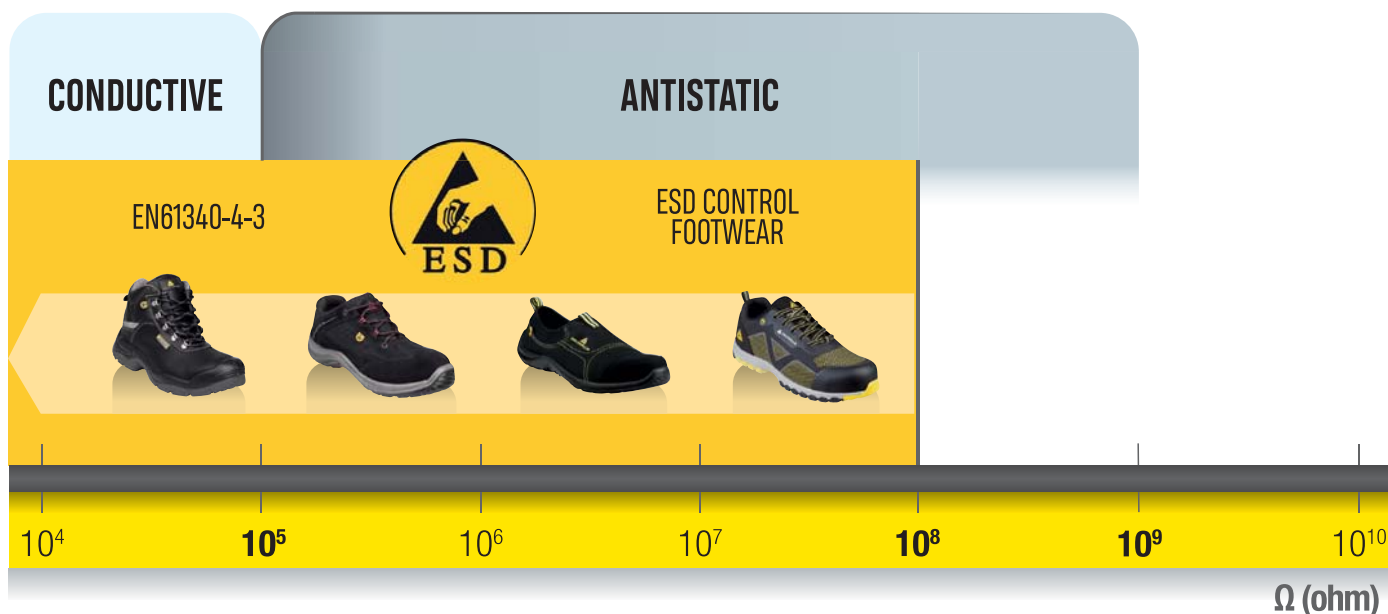 CONDUCTIVE
ANTISTATIC
EN61340-4-3
ESD
ESD CONTROL
FOOTWEAR
10⁴
10⁵
10⁶
10⁷
10⁸
10⁹
10¹⁰
Ω (ohm)